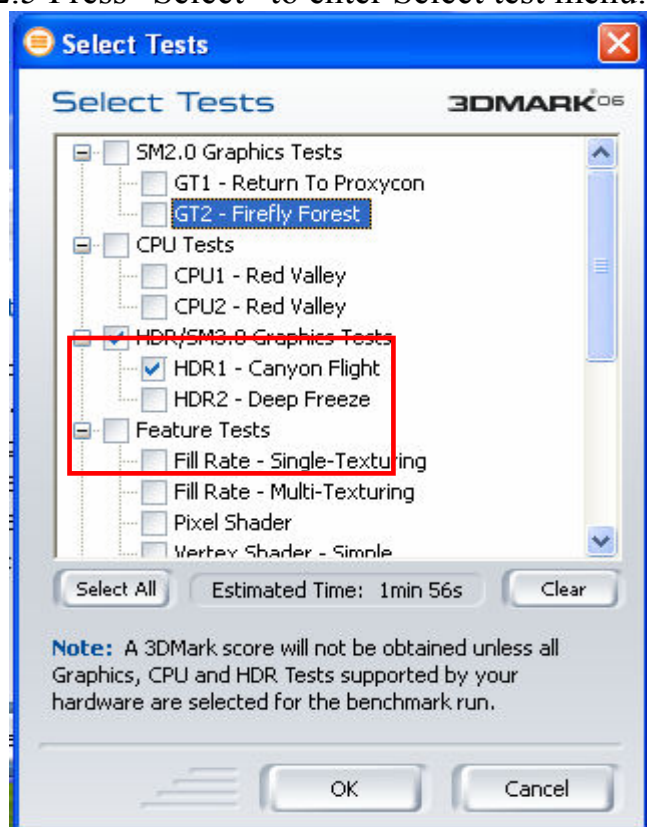 2.3 Press "Select" to enter Select test menu.
Select Tests
Select Tests
3DMARK®06
SM2.0 Graphics Tests
GT1 - Return To Proxycon
GT2 - Firefly Forest
CPU Tests
CPU1 - Red Valley
CPU2 - Red Valley
HDR/SM3.0 Graphics Tests
HDR1 - Canyon Flight
HDR2 - Deep Freeze
Feature Tests
Fill Rate - Single-Texturing
Fill Rate - Multi-Texturing
Pixel Shader
Vertex Shader - Simple
Select All
Estimated Time: 1min 56s
Clear
Note: A 3DMark score will not be obtained unless all
Graphics, CPU and HDR Tests supported by your
hardware are selected for the benchmark run.
OK
Cancel